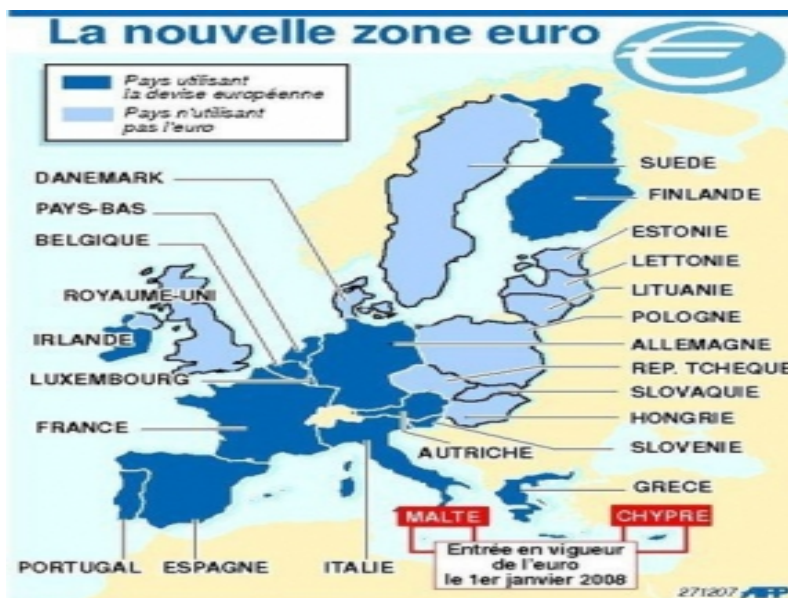 La nouvelle zone euro
€
Pays utilisant
la devise européenne
Pays n'utilisant
pas l'euro
DANEMARK
PAYS-BAS
BELGIQUE
ROYAUME-UNI
IRLANDE
LUXEMBOURG
FRANCE
PORTUGAL
ESPAGNE
ITALIE
AUTRICHE
SUEDE
FINLANDE
ESTONIE
LETTONIE
LITUANIE
POLOGNE
ALLEMAGNE
REP. TCHEQUE
SLOVAQUIE
HONGRIE
SLOVENIE
GRECE
MALTE
CHYPRE
Entrée en vigueur
de l'euro
le 1er janvier 2008
271207 AFP